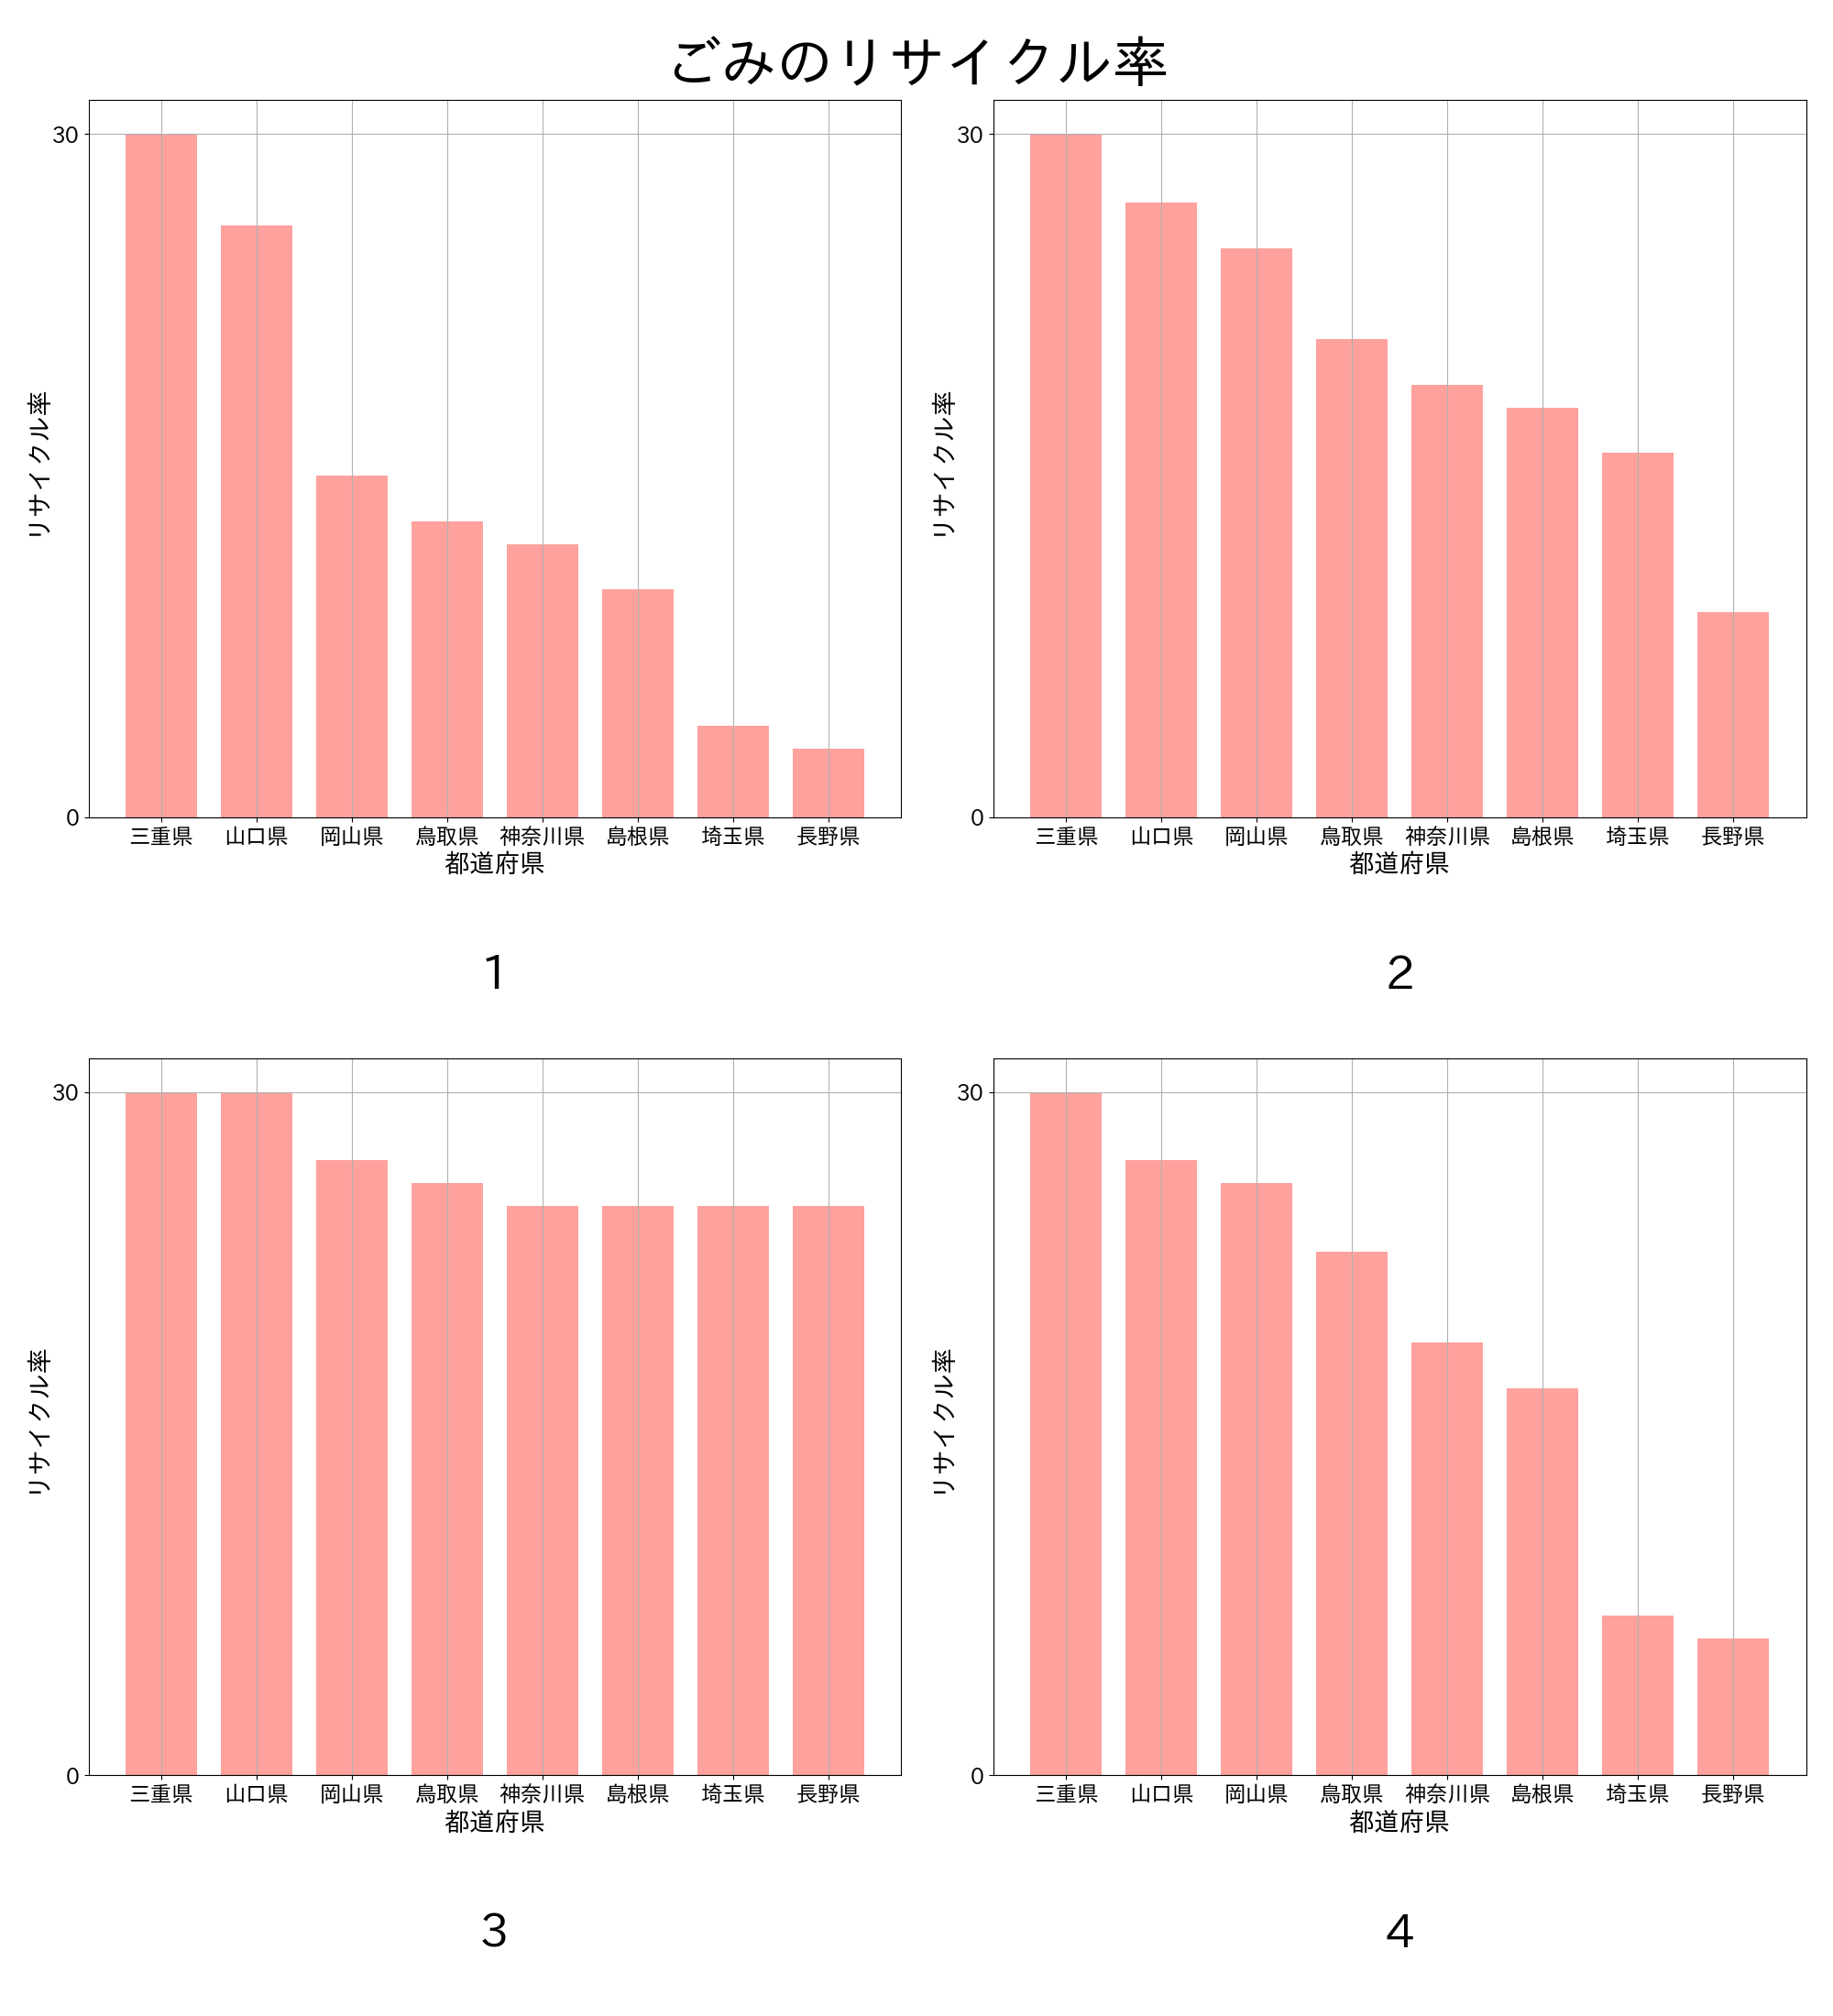 ごみのリサイクル率
30
0
リサイクル率
三重県 山口県 岡山県 鳥取県 神奈川県 島根県 埼玉県 長野県
都道府県
1
30
0
リサイクル率
三重県 山口県 岡山県 鳥取県 神奈川県 島根県 埼玉県 長野県
都道府県
2
30
0
リサイクル率
三重県 山口県 岡山県 鳥取県 神奈川県 島根県 埼玉県 長野県
都道府県
3
30
0
リサイクル率
三重県 山口県 岡山県 鳥取県 神奈川県 島根県 埼玉県 長野県
都道府県
4